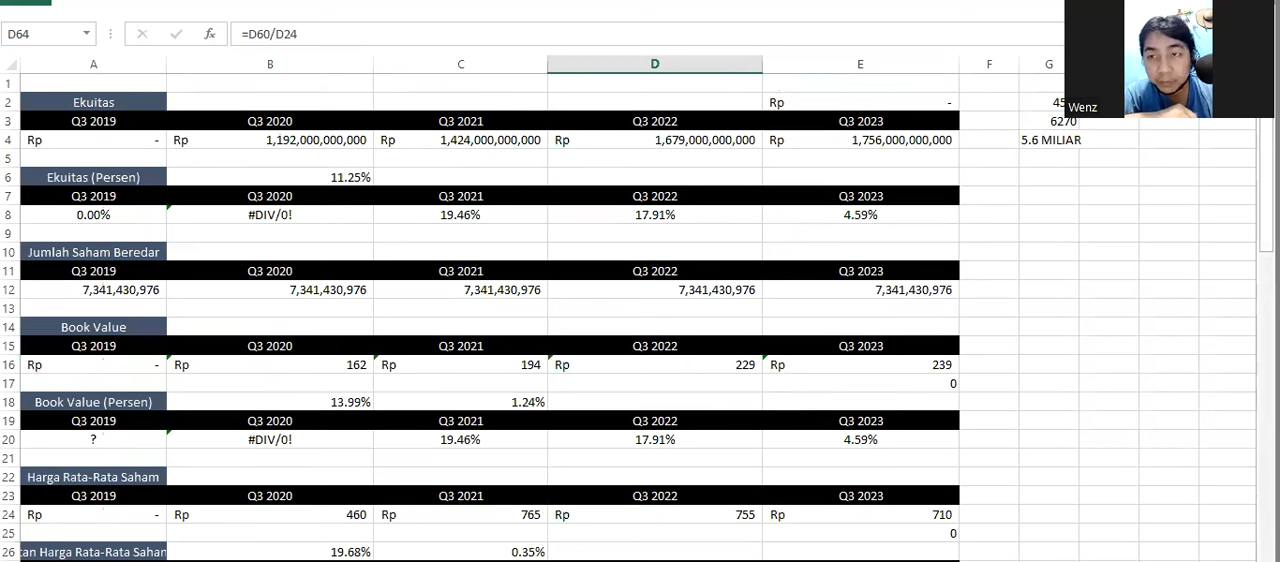 D64 fx =D60/D24
A B C D E F G
1
2 Ekuitas Rp -
3 Q3 2019 Q3 2020 Q3 2021 Q3 2022 Q3 2023 6270
4 Rp - Rp 1,192,000,000,000 Rp 1,424,000,000,000 Rp 1,679,000,000,000 Rp 1,756,000,000,000 5.6 MILIAR
5
6 Ekuitas (Persen) 11.25%
7 Q3 2019 Q3 2020 Q3 2021 Q3 2022 Q3 2023
8 0.00% #DIV/0! 19.46% 17.91% 4.59%
9
10 Jumlah Saham Beredar
11 Q3 2019 Q3 2020 Q3 2021 Q3 2022 Q3 2023
12 7,341,430,976 7,341,430,976 7,341,430,976 7,341,430,976 7,341,430,976
13
14 Book Value
15 Q3 2019 Q3 2020 Q3 2021 Q3 2022 Q3 2023
16 Rp - Rp 162 Rp 194 Rp 229 Rp 239
17 0
18 Book Value (Persen) 13.99% 1.24%
19 Q3 2019 Q3 2020 Q3 2021 Q3 2022 Q3 2023
20 ? #DIV/0! 19.46% 17.91% 4.59%
21
22 Harga Rata-Rata Saham
23 Q3 2019 Q3 2020 Q3 2021 Q3 2022 Q3 2023
24 Rp - Rp 460 Rp 765 Rp 755 Rp 710
25 0
26 an Harga Rata-Rata Sahan 19.68% 0.35%
Wenz